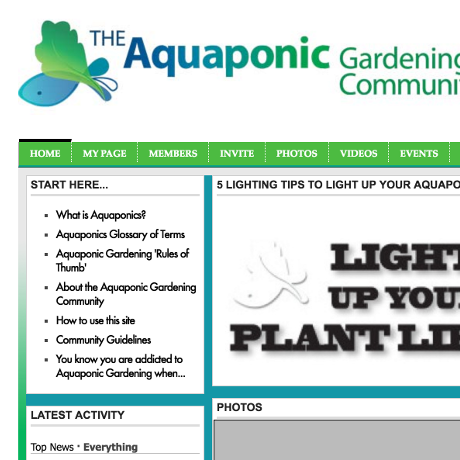 THE Aquaponic Gardening
Communi
HOME MY PAGE MEMBERS INVITE PHOTOS VIDEOS EVENTS
START HERE...
What is Aquaponics?
Aquaponics Glossary of Terms
Aquaponic Gardening 'Rules of
Thumb'
About the Aquaponic Gardening
Community
How to use this site
Community Guidelines
You know you are addicted to
Aquaponic Gardening when...
LATEST ACTIVITY
Top News · Everything
5 LIGHTING TIPS TO LIGHT UP YOUR AQUAPO
LIGHT
UP YOU
PLANT LI
PHOTOS